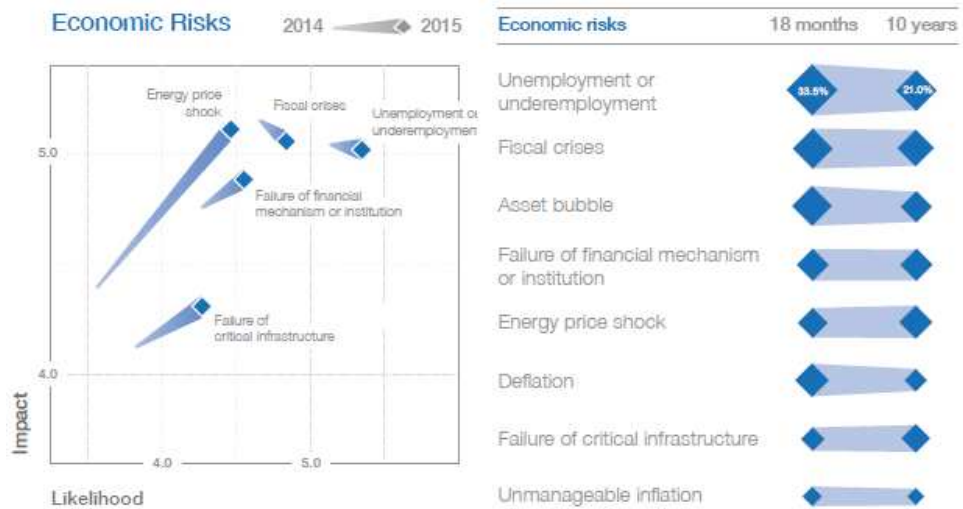 Economic Risks
2014
2015
Energy price
shock
Fiscal crises
Unemployment ou
underemploymen
Failure of financial
mechanism or institution
Failure of
critical infrastructure
5.0
4.0
4.0
5.0
Impact
Likelihood
Economic risks
18 months
10 years
Unemployment or
underemployment
33.5%
21.0%
Fiscal crises
Asset bubble
Failure of financial mechanism
or institution
Energy price shock
Deflation
Failure of critical infrastructure
Unmanageable inflation